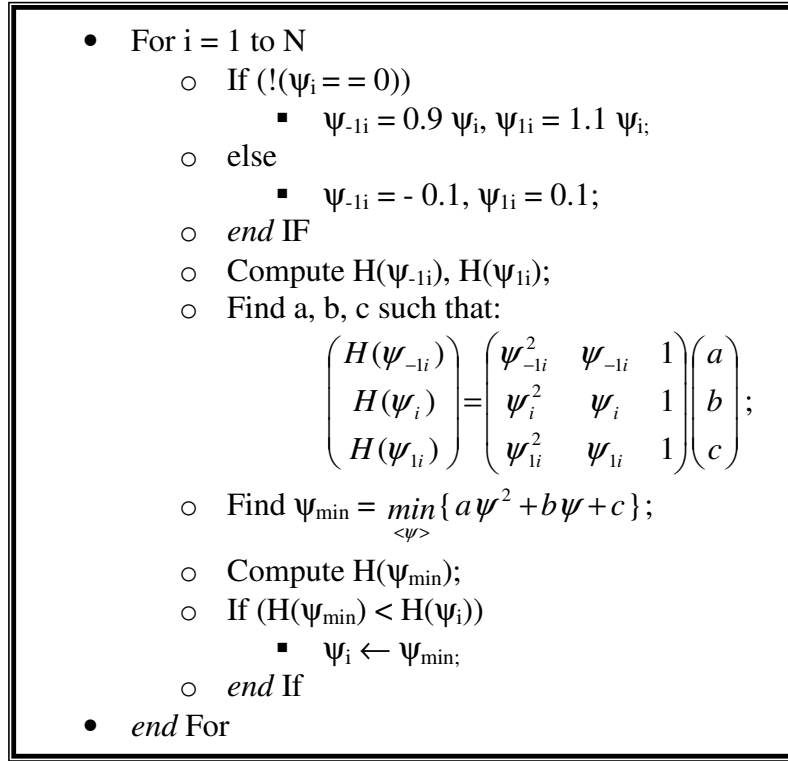 • For i = 1 to N
o If (!(ψi = = 0))
▪ ψ-1i = 0.9 ψi, ψ1i = 1.1 ψi;
o else
▪ ψ-1i = - 0.1, ψ1i = 0.1;
o end IF
o Compute H(ψ-1i), H(ψ1i);
o Find a, b, c such that:
(H(ψ−1i)) (ψ²−1i ψ−1i 1)(a)
(H(ψi)) = (ψ²i ψi 1)(b);
(H(ψ1i)) (ψ²1i ψ1i 1)(c)
o Find ψmin = min<ψ>{aψ² + bψ + c};
o Compute H(ψmin);
o If (H(ψmin) < H(ψi))
▪ ψi ← ψmin;
o end If
• end For